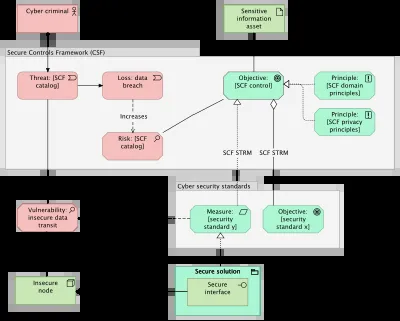 Cyber criminal
Sensitive
information
asset
Secure Controls Framework (CSF)
Threat: [SCF
catalog]
Loss: data
breach
Objective:
[SCF control]
Principle:
[SCF domain
principles]
Increases
Principle:
[SCF privacy
principles]
Risk: [SCF
catalog]
SCF STRM
SCF STRM
Cyber security standards
Vulnerability:
insecure data
transit
Measure:
[security
standard y]
Objective:
[security
standard x]
Insecure
node
Secure solution
Secure
interface